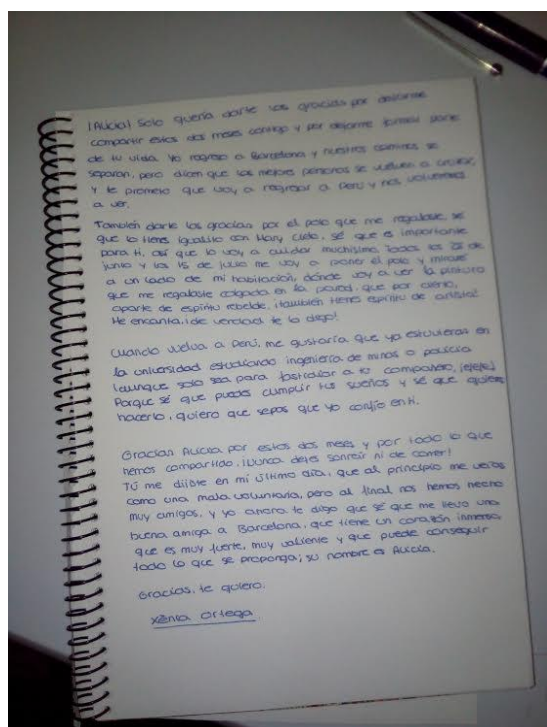 ¡Alicia! Solo quería darte las gracias por dejarme
compartir estos dos meses contigo y por dejarme formar parte
de tu vida. Yo regreso a Barcelona y nuestros caminos se
separan, pero dicen que las mejores personas se vuelven a cruzar,
y te prometo que voy a regresar a Perú y nos volveremos
a ver.
También darte las gracias por el polo que me regalaste, sé
que lo tienes igualito con Mary Cielo, sé que es importante
para ti, así que lo voy a cuidar muchísimo, todos los de
junio y los 15 de julio me voy a poner el polo y miraré
a un lado de mi habitación, dónde voy a ver la pintura
que me regalaste colgada en la pared, que por cierto,
aparte de espíritu rebelde, ¡también tienes espíritu de artista!
Me encanta, ¡de verdad te lo digo!
Cuando vuelva a Perú, me gustaría que ya estuvieras en
la universidad estudiando ingeniería de minas o policía
(aunque solo sea para fastidiar a tu compañero, jejeje)
Porque sé que puedes cumplir tus sueños y sé que quieres
hacerlo, quiero que sepas que yo confío en ti.
Gracias Alicia por estos dos meses y por todo lo que
hemos compartido. ¡Nunca dejes sonreír ni de comer!
Tú me dijiste en mi último día, que al principio me veías
como una mala voluntaria, pero al final nos hemos hecho
muy amigas, y yo ahora te digo que sé que me llevo una
buena amiga a Barcelona, que tiene un corazón inmenso,
que es muy fuerte, muy valiente y que puede conseguir
todo lo que se proponga; su nombre es Alicia.
Gracias, te quiero.
Xènia Ortega